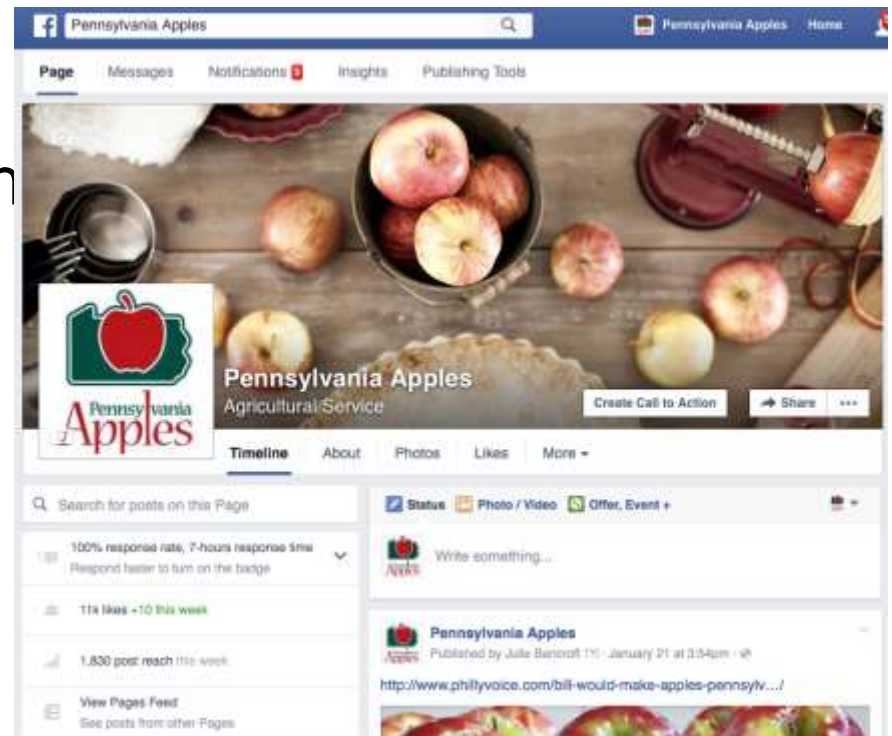 Pennsylvania Apples
Pennsylvania Apples Home
Page Messages Notifications 3 Insights Publishing Tools
Pennsylvania Apples
Pennsylvania Apples
Agricultural Service
Create Call to Action Share
Timeline About Photos Likes More
Search for posts on this Page
Status Photo / Video Offer, Event +
100% response rate, 7-hours response time
Respond faster to turn on the badge
Write something...
11k likes +10 this week
Apples
Pennsylvania Apples
Published by Julie Bancroft · January 21 at 3:54pm ·
1,830 post reach this week
http://www.phillyvoice.com/bill-would-make-apples-pennsylv.../
View Pages Feed
See posts from other Pages